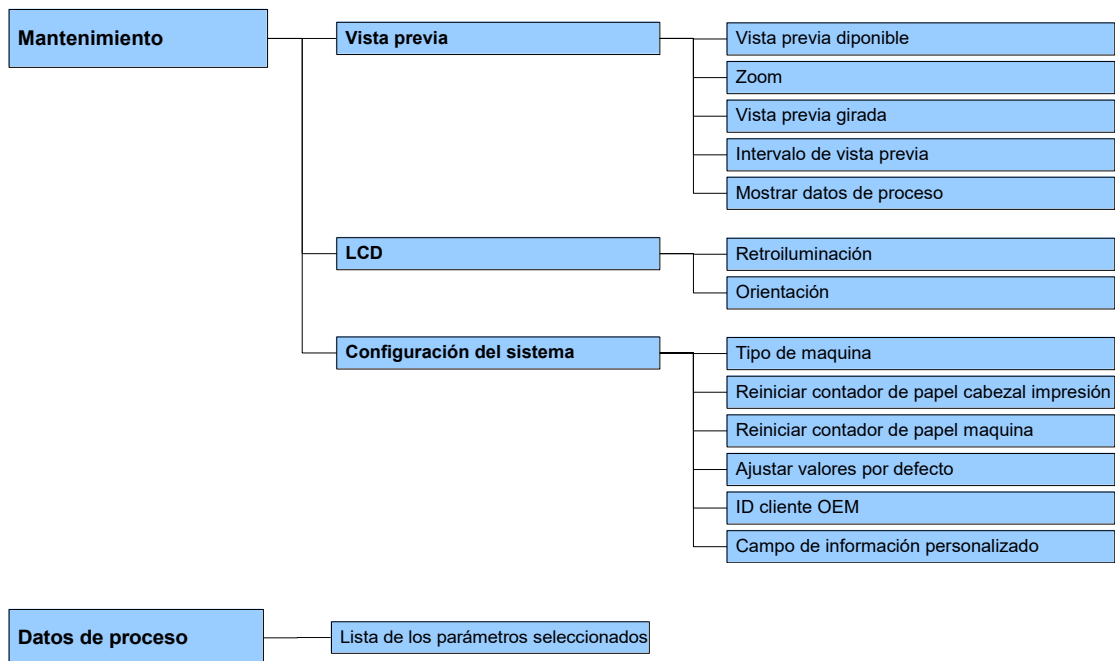 Mantenimiento
Vista previa
Vista previa diponible
Zoom
Vista previa girada
Intervalo de vista previa
Mostrar datos de proceso
LCD
Retroiluminación
Orientación
Configuración del sistema
Tipo de maquina
Reiniciar contador de papel cabezal impresión
Reiniciar contador de papel maquina
Ajustar valores por defecto
ID cliente OEM
Campo de información personalizado
Datos de proceso
Lista de los parámetros seleccionados